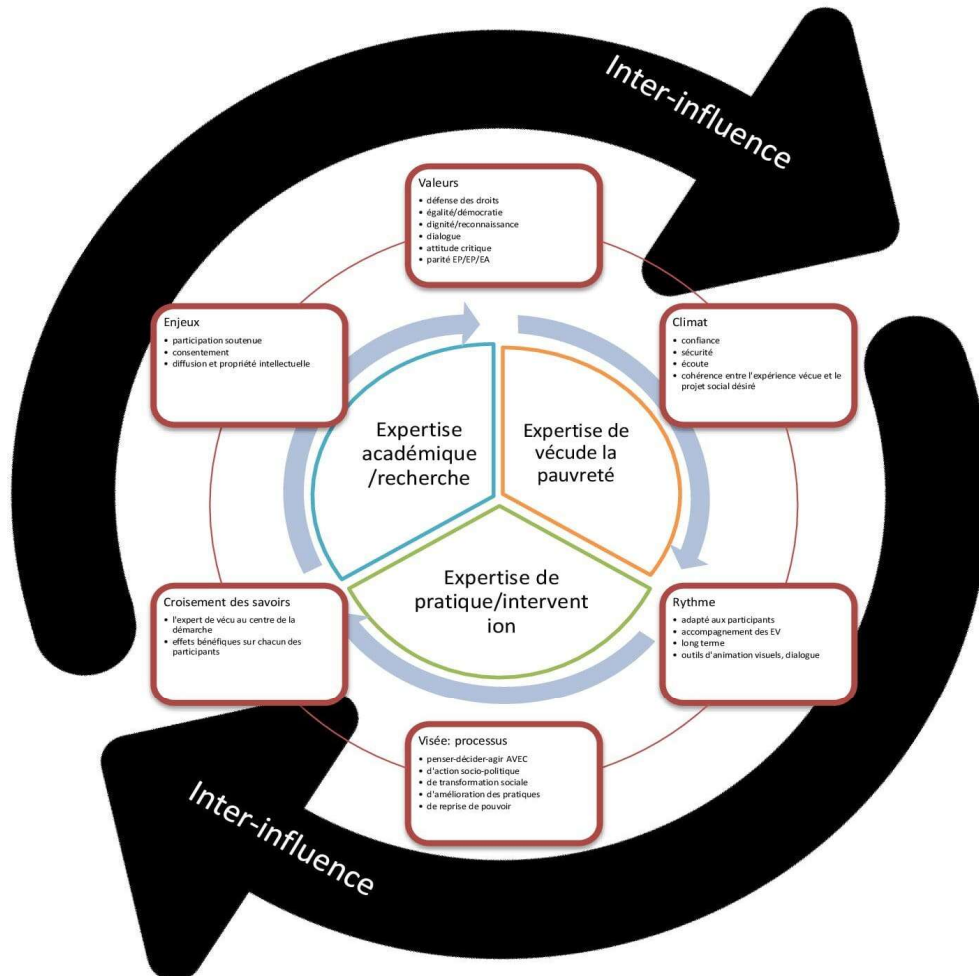 Inter-influence
Valeurs
• défense des droits
• égalité/démocratie
• dignité/reconnaissance
• dialogue
• attitude critique
• parité EP/EP/EA
Enjeux
• participation soutenue
• consentement
• diffusion et propriété intellectuelle
Climat
• confiance
• sécurité
• écoute
• cohérence entre l'expérience vécue et le
projet social désiré
Expertise
académique
/recherche
Expertise de
vécude la
pauvreté
Expertise de
pratique/intervent
ion
Croisement des savoirs
• l'expert de vécu au centre de la
démarche
• effets bénéfiques sur chacun des
participants
Rythme
• adapté aux participants
• accompagnement des EV
• long terme
• outils d'animation visuels, dialogue
Visée: processus
• penser-décider-agir AVEC
• d'action socio-politique
• de transformation sociale
• d'amélioration des pratiques
• de reprise de pouvoir
Inter-influence